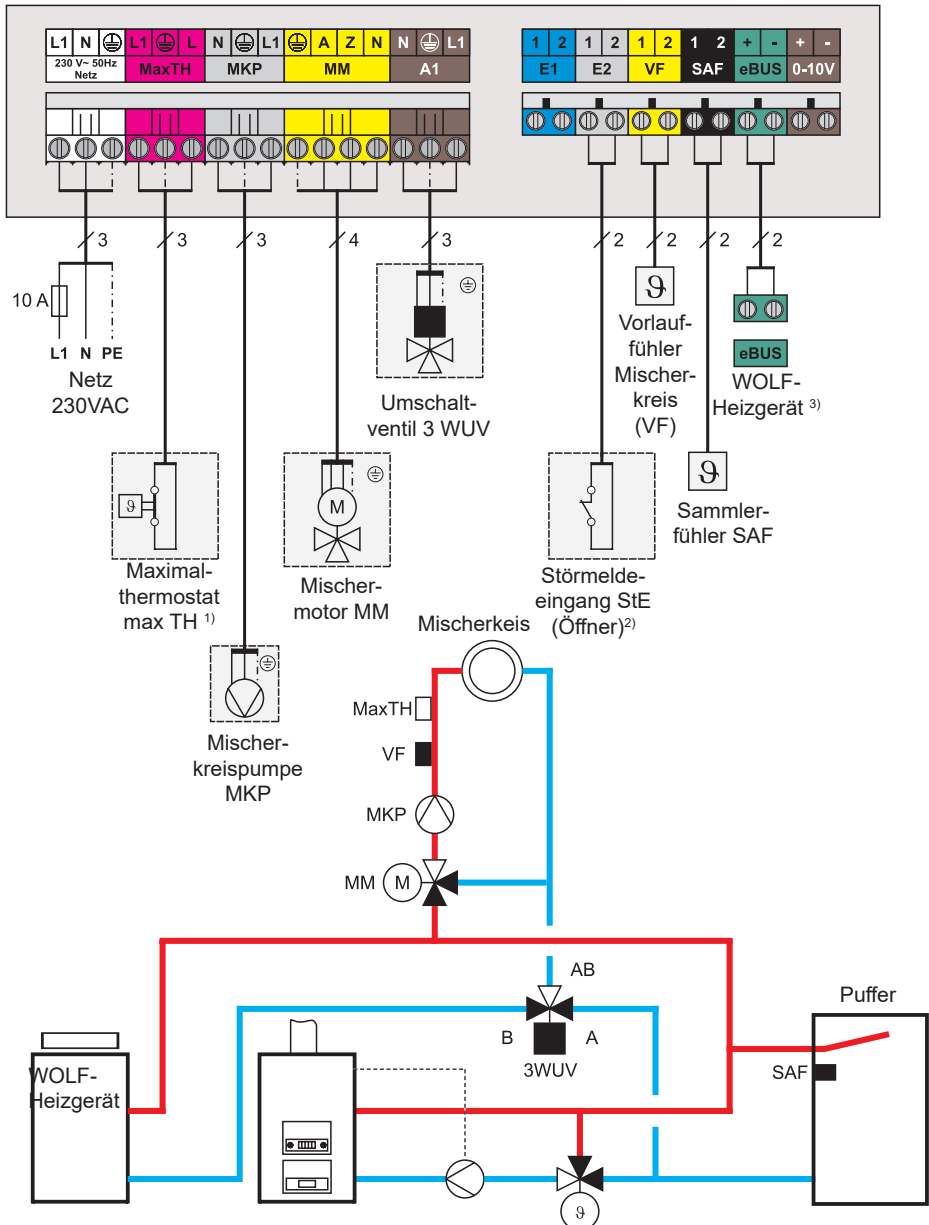 L1 N L1 L N L1 A Z N N L1
230 V~ 50Hz
Netz
MaxTH MKP MM A1
1 2 1 2 1 2 1 2 + - + -
E1 E2 VF SAF eBUS 0-10V
3 3 3 4 3 2 2 2 2
10 A
L1 N PE
Netz
230VAC
ϑ
Maximal-
thermostat
max TH 1)
Mischer-
kreispumpe
MKP
M
Mischer-
motor MM
Umschalt-
ventil 3 WUV
Störmelde-
eingang StE
(Öffner)2)
ϑ
Vorlauf-
fühler
Mischer-
kreis
(VF)
ϑ
Sammler-
fühler SAF
eBUS
WOLF-
Heizgerät 3)
Mischerkeis
MaxTH
VF
MKP
MM M
AB
B A
3WUV
Puffer
SAF
WOLF-
Heizgerät
ϑ